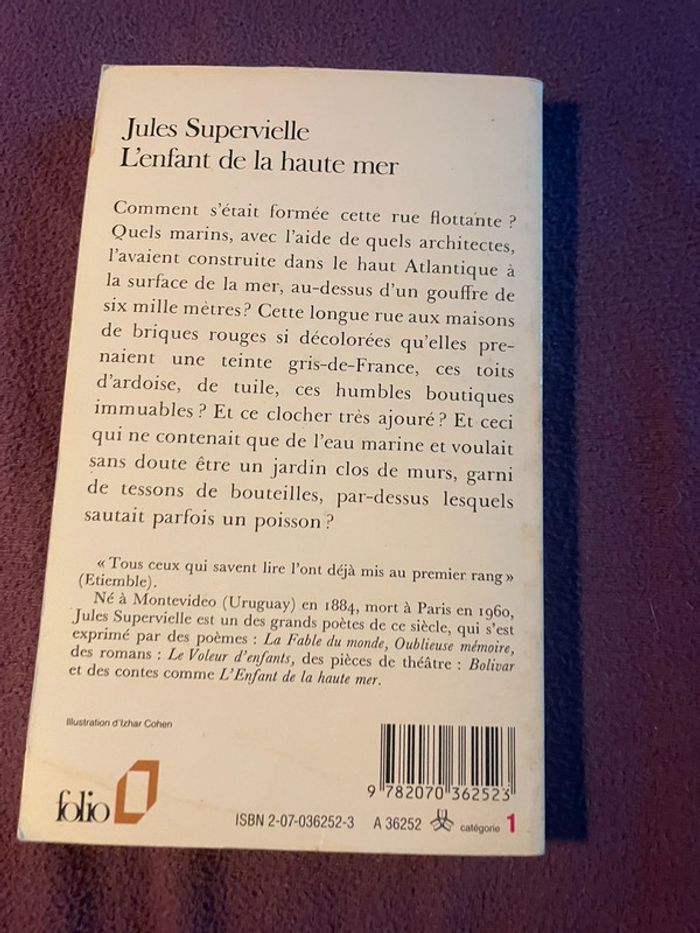 Jules Supervielle
L'enfant de la haute mer
Comment s'était formée cette rue flottante ?
Quels marins, avec l'aide de quels architectes,
l'avaient construite dans le haut Atlantique à
la surface de la mer, au-dessus d'un gouffre de
six mille mètres ? Cette longue rue aux maisons
de briques rouges si décolorées qu'elles pre-
naient une teinte gris-de-France, ces toits
d'ardoise, de tuile, ces humbles boutiques
immuables ? Et ce clocher très ajouré ? Et ceci
qui ne contenait que de l'eau marine et voulait
sans doute être un jardin clos de murs, garni
de tessons de bouteilles, par-dessus lesquels
sautait parfois un poisson ?
« Tous ceux qui savent lire l'ont déjà mis au premier rang »
(Etiemble).
Né à Montevideo (Uruguay) en 1884, mort à Paris en 1960,
Jules Supervielle est un des grands poètes de ce siècle, qui s'est
exprimé par des poèmes : La Fable du monde, Oublieuse mémoire,
des romans : Le Voleur d'enfants, des pièces de théâtre : Bolivar
et des contes comme L'Enfant de la haute mer.
Illustration d'Izhar Cohen
9 782070 362523
folio
ISBN 2-07-036252-3 A 36252 catégorie 1